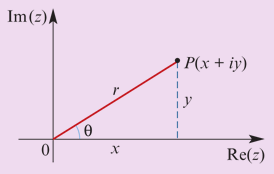 Im(z)
P(x + iy)
r
y
θ
0
x
Re(z)